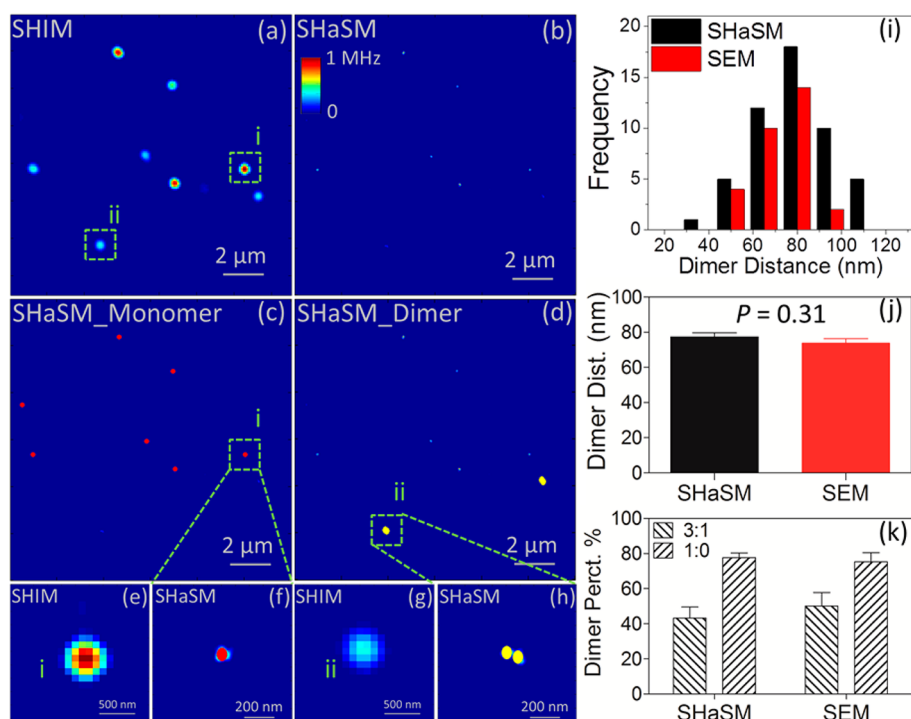 SHIM (a)
i
ii
2 μm
SHaSM (b)
1 MHz
0
2 μm
SHaSM_Monomer (c)
i
2 μm
SHaSM_Dimer (d)
ii
2 μm
SHIM (e)
i
500 nm
SHaSM (f)
200 nm
SHIM (g)
ii
500 nm
SHaSM (h)
200 nm
(i)
SHaSM
SEM
Frequency
20
15
10
5
0
20 40 60 80 100 120
Dimer Distance (nm)
(j)
P = 0.31
Dimer Dist. (nm)
100
80
60
40
20
0
SHaSM SEM
(k)
3:1
1:0
Dimer Perct. %
100
80
60
40
20
0
SHaSM SEM